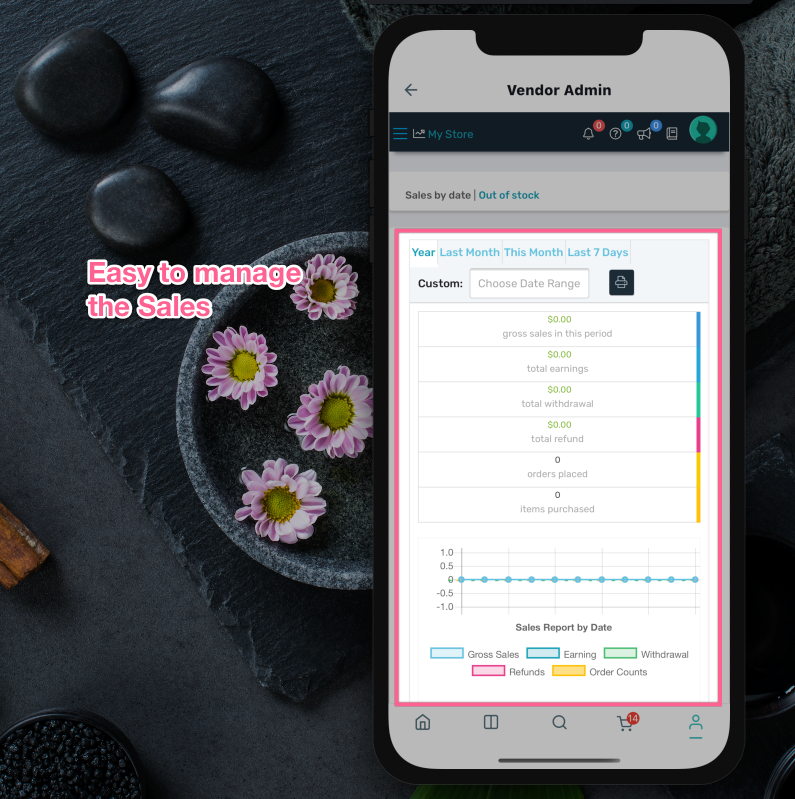 Vendor Admin
My Store
0
0
0
Sales by date | Out of stock
Year Last Month This Month Last 7 Days
Custom: Choose Date Range
$0.00
gross sales in this period
$0.00
total earnings
$0.00
total withdrawal
$0.00
total refund
0
orders placed
0
items purchased
1.0
0.5
0
-0.5
-1.0
Sales Report by Date
Gross Sales Earning Withdrawal
Refunds Order Counts
14
Easy to manage
the Sales